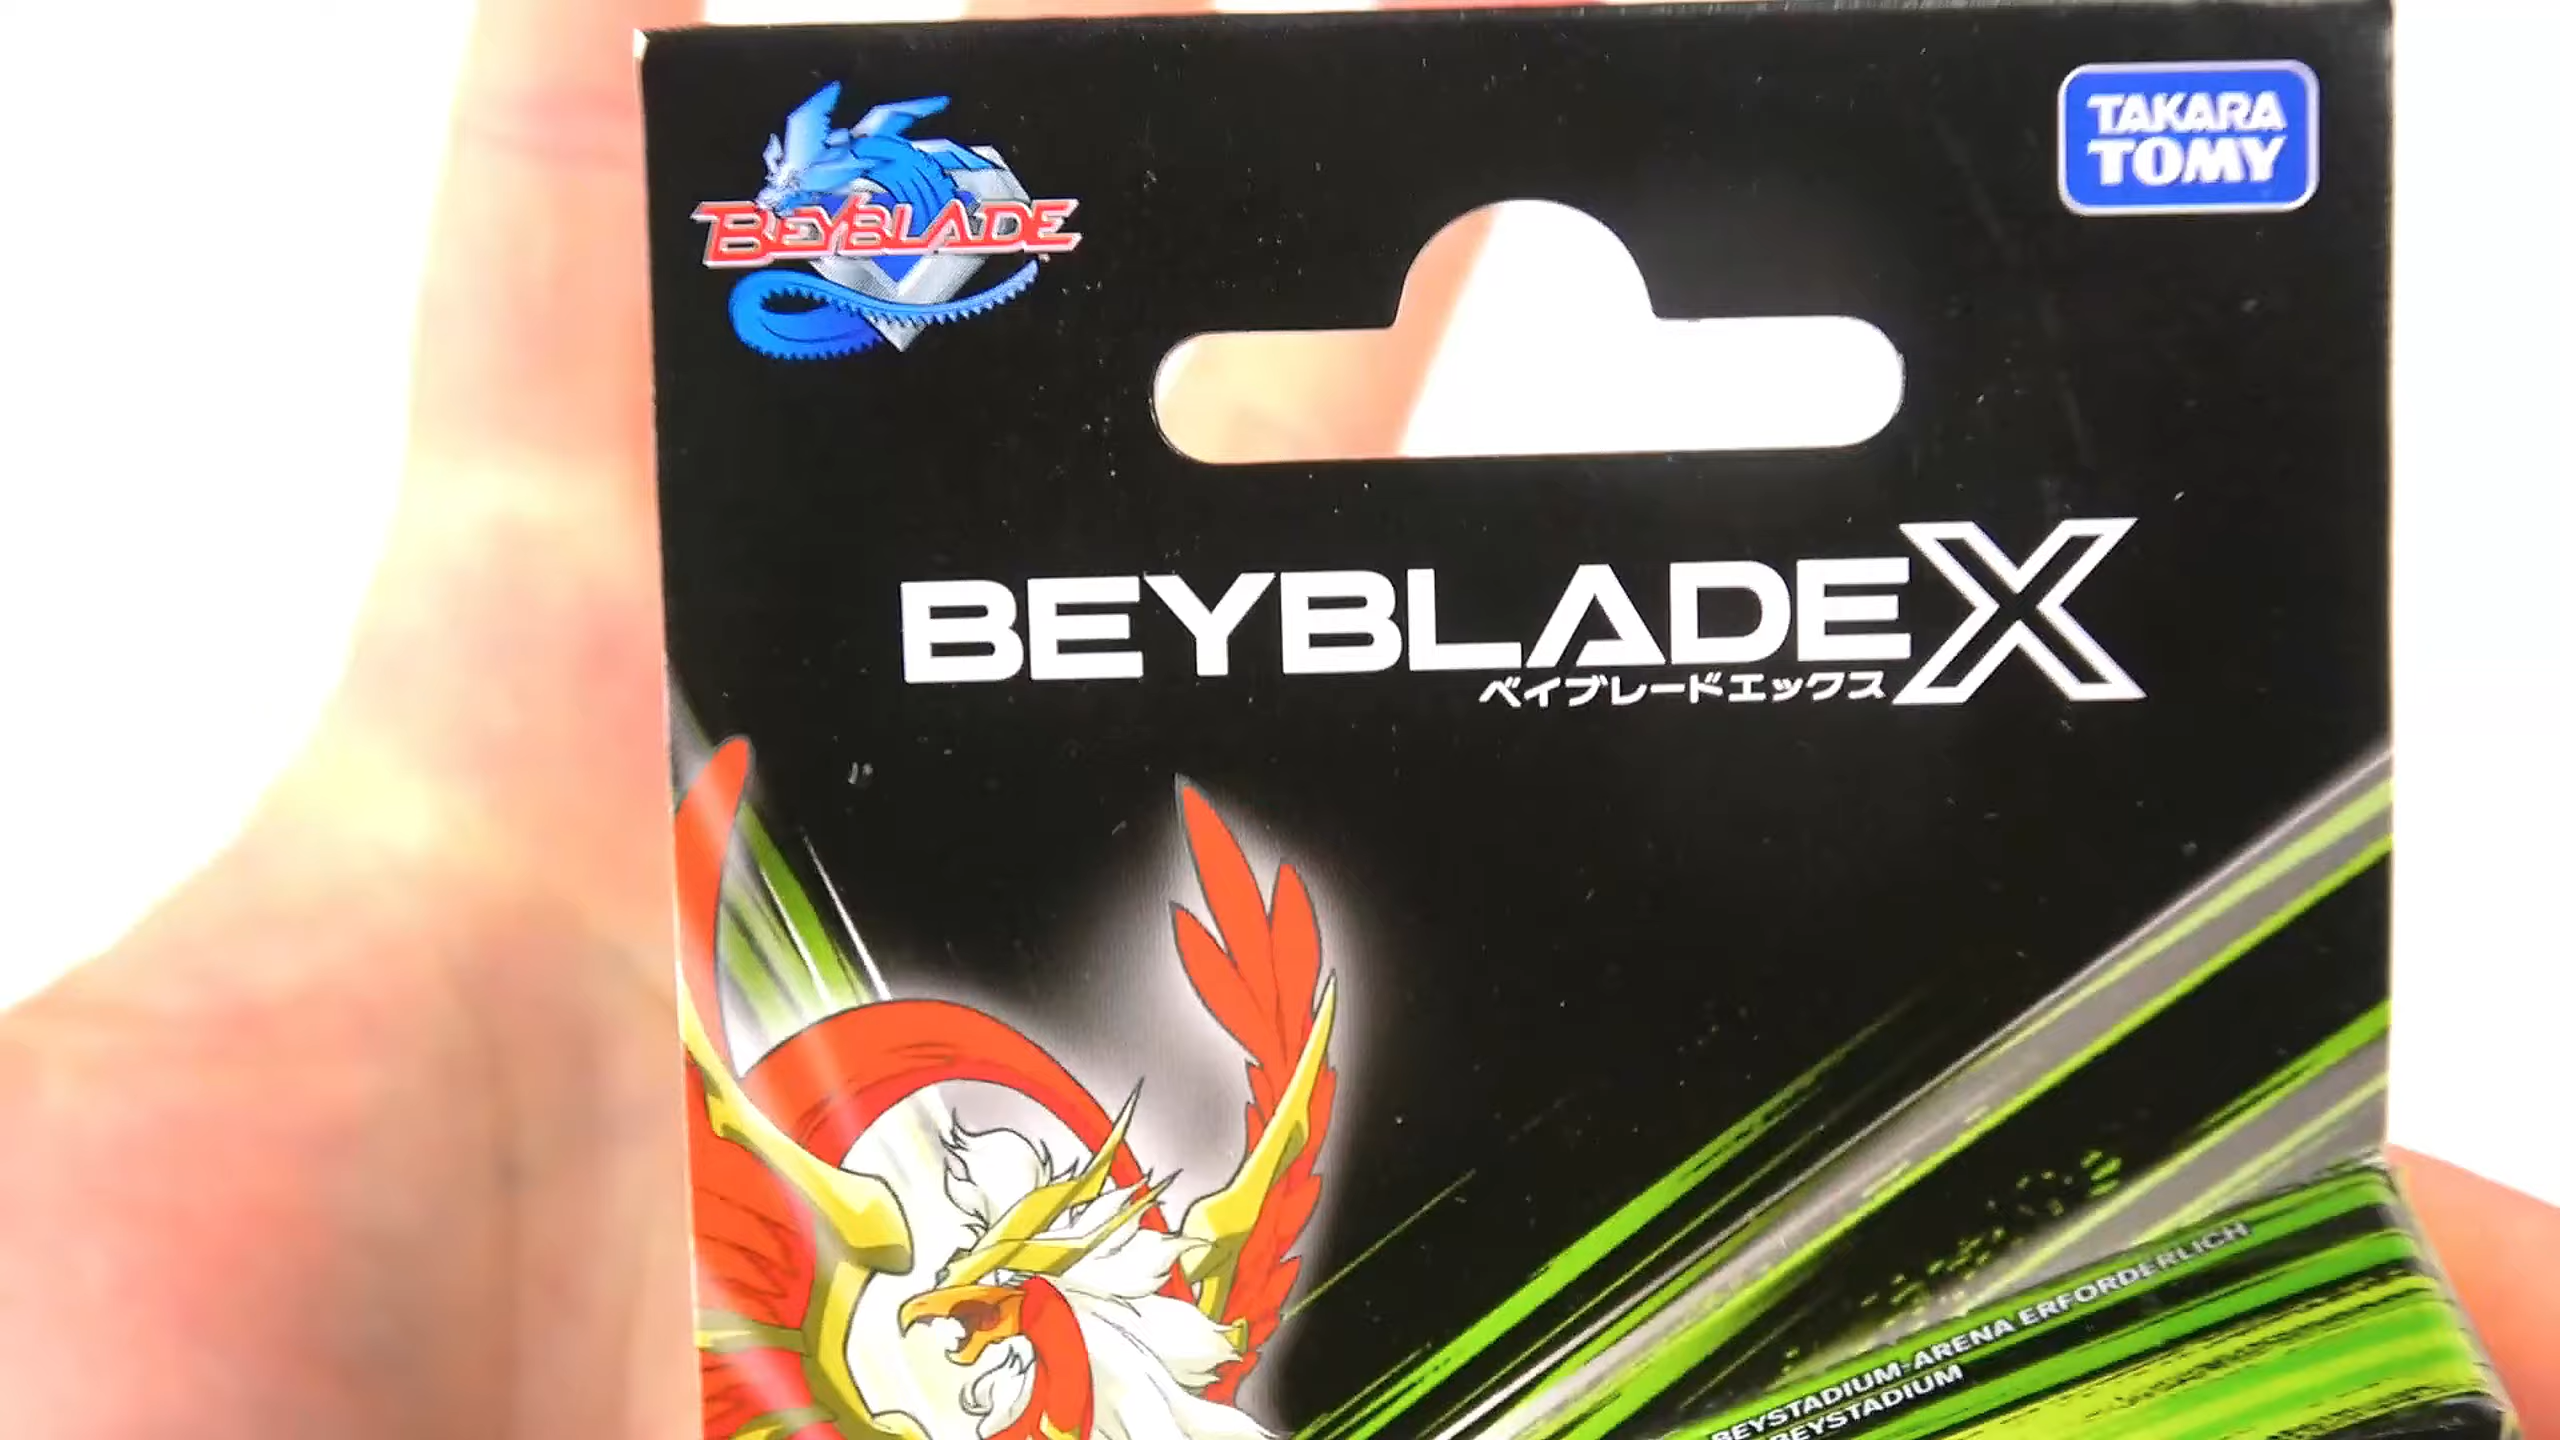 BEYBLADE
TAKARA
TOMY
BEYBLADE X
ベイブレードエックス
BEYSTADIUM-ARENA ERFORDERLICH
BEYSTADIUM